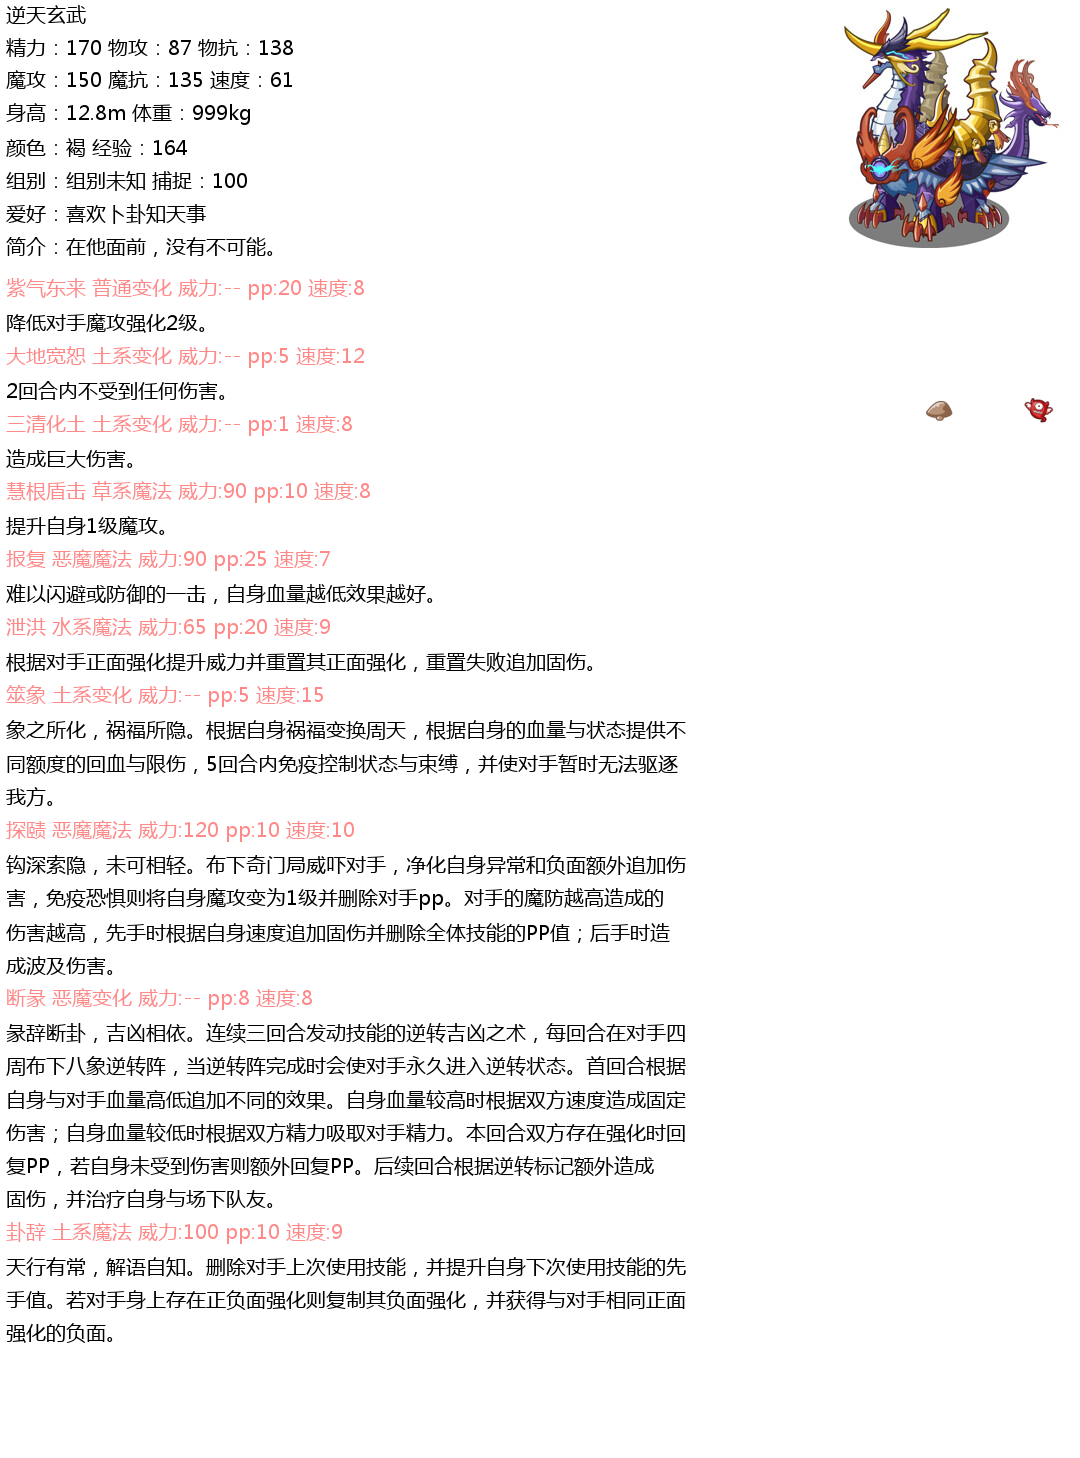 逆天玄武
精力：170 物攻：87 物抗：138
魔攻：150 魔抗：135 速度：61
身高：12.8m 体重：999kg
颜色：褐 经验：164
组别：组别未知 捕捉：100
爱好：喜欢卜卦知天事
简介：在他面前，没有不可能。
紫气东来 普通变化 威力:-- pp:20 速度:8
降低对手魔攻强化2级。
大地宽恕 土系变化 威力:-- pp:5 速度:12
2回合内不受到任何伤害。
三清化土 土系变化 威力:-- pp:1 速度:8
造成巨大伤害。
慧根盾击 草系魔法 威力:90 pp:10 速度:8
提升自身1级魔攻。
报复 恶魔魔法 威力:90 pp:25 速度:7
难以闪避或防御的一击，自身血量越低效果越好。
泄洪 水系魔法 威力:65 pp:20 速度:9
根据对手正面强化提升威力并重置其正面强化，重置失败追加固伤。
筮象 土系变化 威力:-- pp:5 速度:15
象之所化，祸福所隐。根据自身祸福变换周天，根据自身的血量与状态提供不
同额度的回血与限伤，5回合内免疫控制状态与束缚，并使对手暂时无法驱逐
我方。
探赜 恶魔魔法 威力:120 pp:10 速度:10
钩深索隐，未可相轻。布下奇门局威吓对手，净化自身异常和负面额外追加伤
害，免疫恐惧则将自身魔攻变为1级并删除对手pp。对手的魔防越高造成的
伤害越高，先手时根据自身速度追加固伤并删除全体技能的PP值；后手时造
成波及伤害。
断彖 恶魔变化 威力:-- pp:8 速度:8
彖辞断卦，吉凶相依。连续三回合发动技能的逆转吉凶之术，每回合在对手四
周布下八象逆转阵，当逆转阵完成时会使对手永久进入逆转状态。首回合根据
自身与对手血量高低追加不同的效果。自身血量较高时根据双方速度造成固定
伤害；自身血量较低时根据双方精力吸取对手精力。本回合双方存在强化时回
复PP，若自身未受到伤害则额外回复PP。后续回合根据逆转标记额外造成
固伤，并治疗自身与场下队友。
卦辞 土系魔法 威力:100 pp:10 速度:9
天行有常，解语自知。删除对手上次使用技能，并提升自身下次使用技能的先
手值。若对手身上存在正负面强化则复制其负面强化，并获得与对手相同正面
强化的负面。